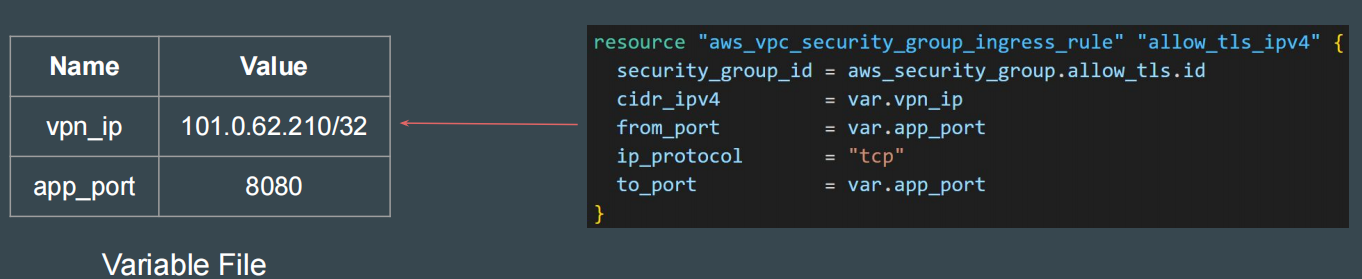 Name Value
vpn_ip 101.0.62.210/32
app_port 8080
Variable File
resource "aws_vpc_security_group_ingress_rule" "allow_tls_ipv4" {
  security_group_id = aws_security_group.allow_tls.id
  cidr_ipv4         = var.vpn_ip
  from_port         = var.app_port
  ip_protocol       = "tcp"
  to_port           = var.app_port
}